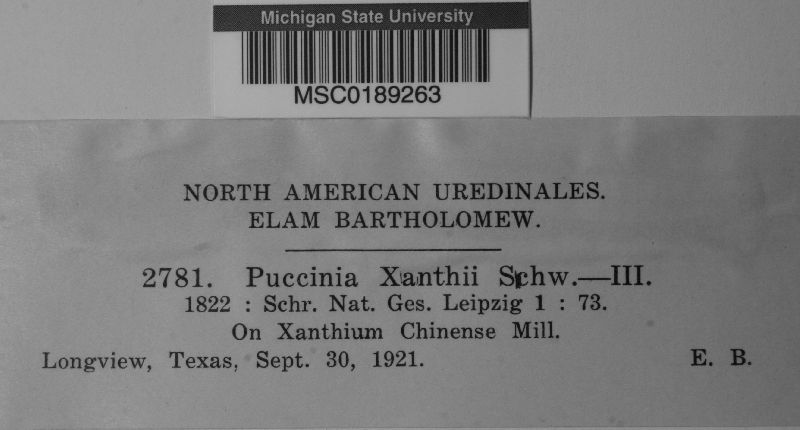 Michigan State University
MSC0189263
NORTH AMERICAN UREDINALES.
ELAM BARTHOLOMEW.
2781. Puccinia Xanthii Schw.—III.
1822 : Schr. Nat. Ges. Leipzig 1 : 73.
On Xanthium Chinense Mill.
Longview, Texas, Sept. 30, 1921. E. B.